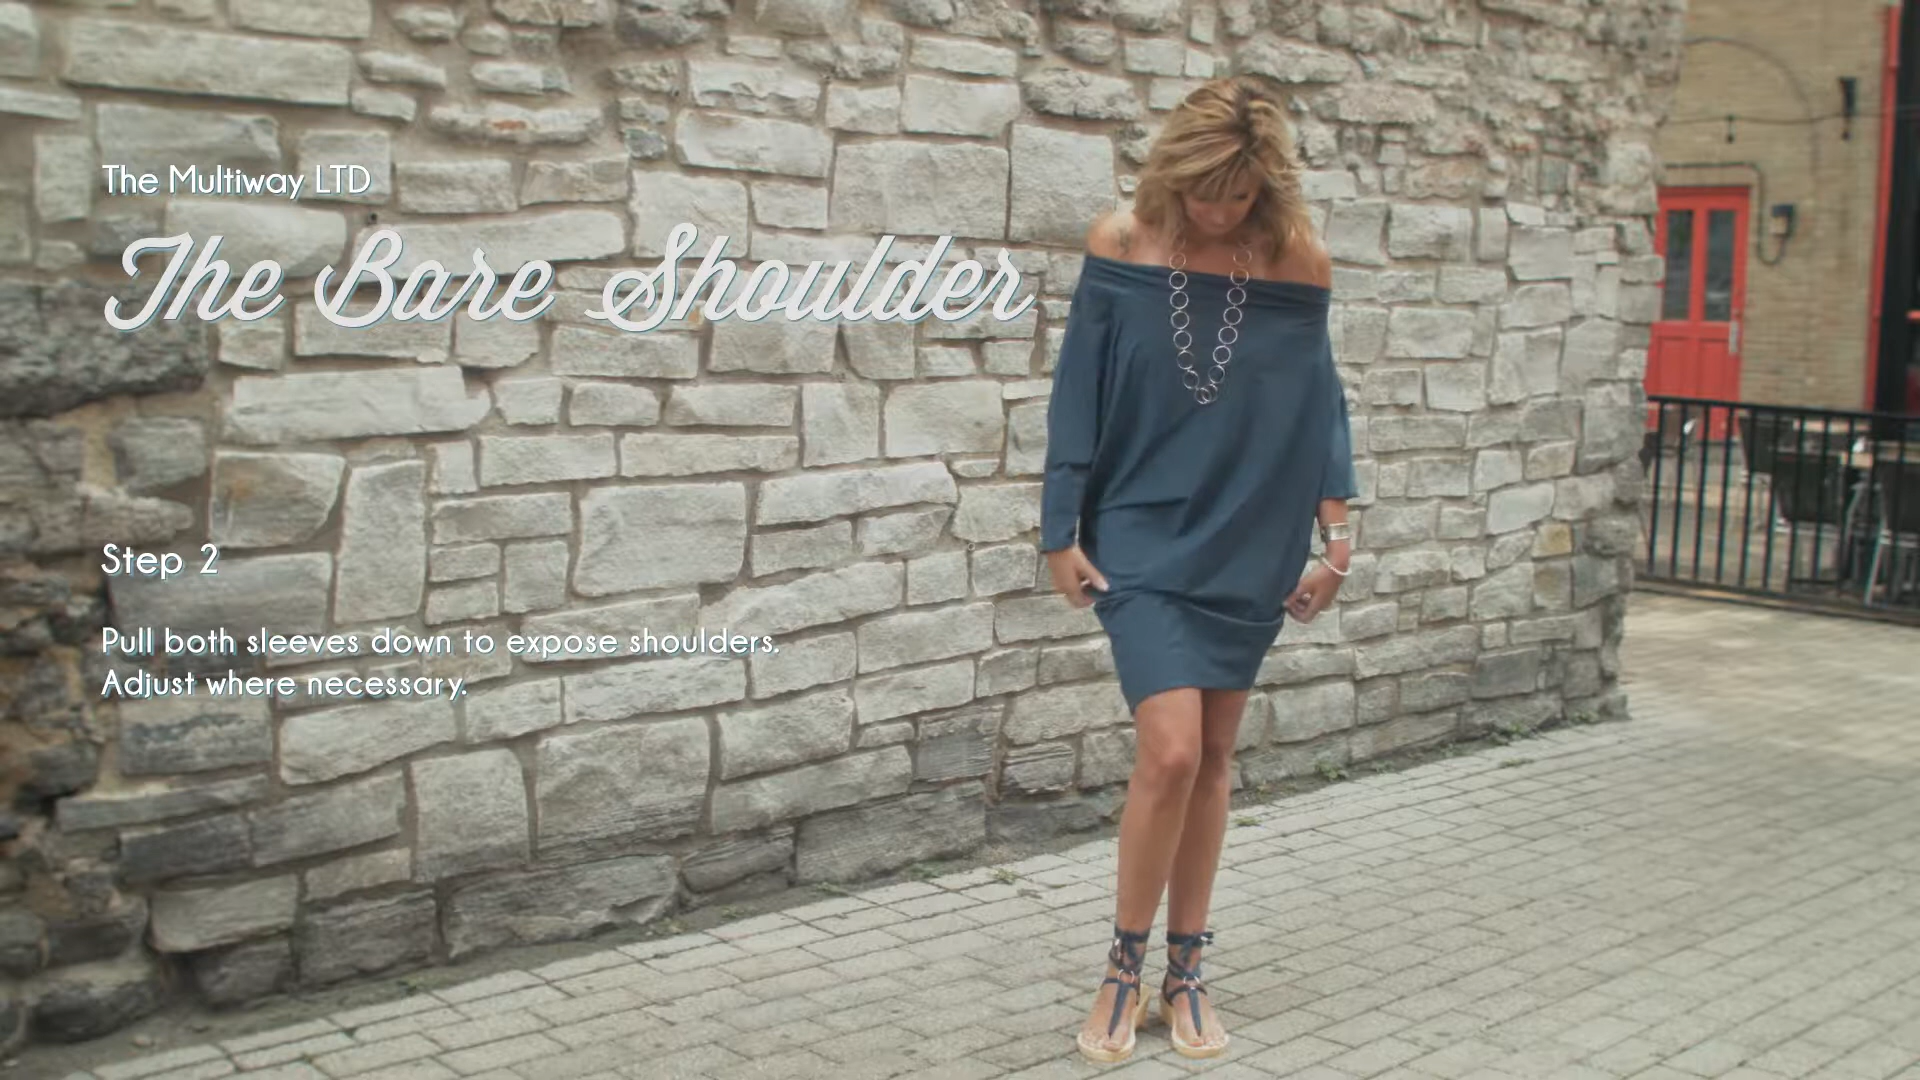 The Multiway LTD
The Bare Shoulder
Step 2
Pull both sleeves down to expose shoulders.
Adjust where necessary.